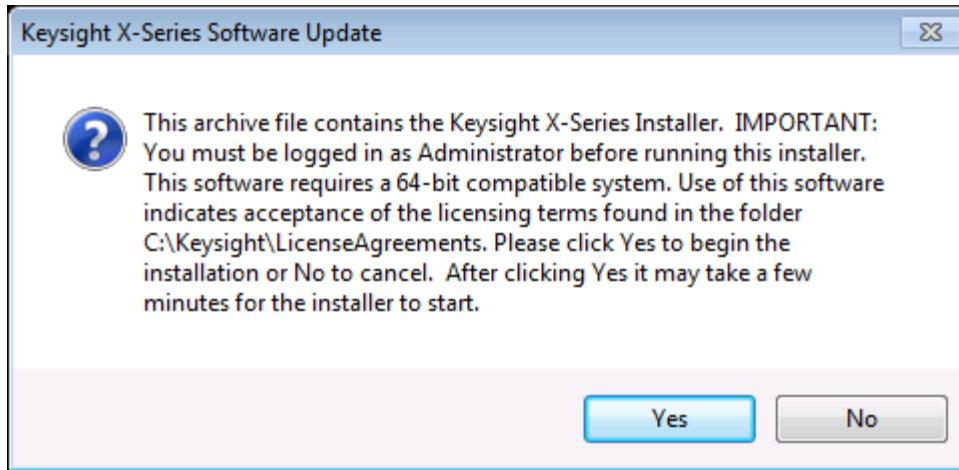 Keysight X-Series Software Update
This archive file contains the Keysight X-Series Installer.  IMPORTANT:
You must be logged in as Administrator before running this installer.
This software requires a 64-bit compatible system. Use of this software
indicates acceptance of the licensing terms found in the folder
C:\Keysight\LicenseAgreements. Please click Yes to begin the
installation or No to cancel.  After clicking Yes it may take a few
minutes for the installer to start.
Yes
No